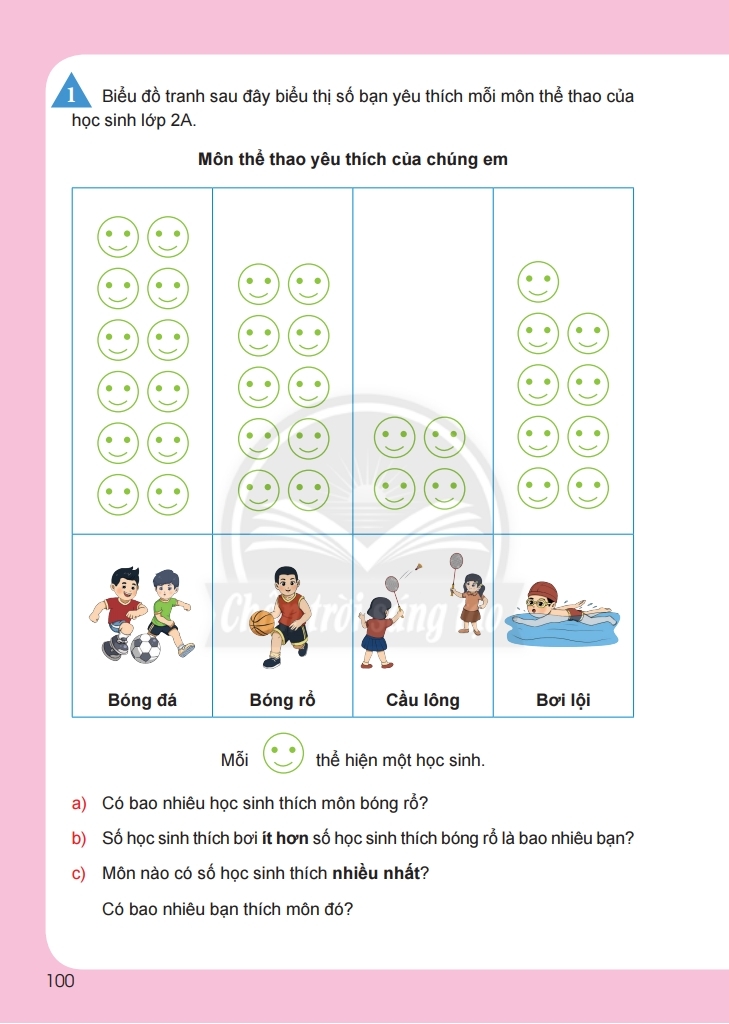 1
Biểu đồ tranh sau đây biểu thị số bạn yêu thích mỗi môn thể thao của
học sinh lớp 2A.
Môn thể thao yêu thích của chúng em
Chân trời sáng tạo
Bóng đá
Bóng rổ
Cầu lông
Bơi lội
Mỗi thể hiện một học sinh.
a) Có bao nhiêu học sinh thích môn bóng rổ?
b) Số học sinh thích bơi ít hơn số học sinh thích bóng rổ là bao nhiêu bạn?
c) Môn nào có số học sinh thích nhiều nhất?
Có bao nhiêu bạn thích môn đó?
100